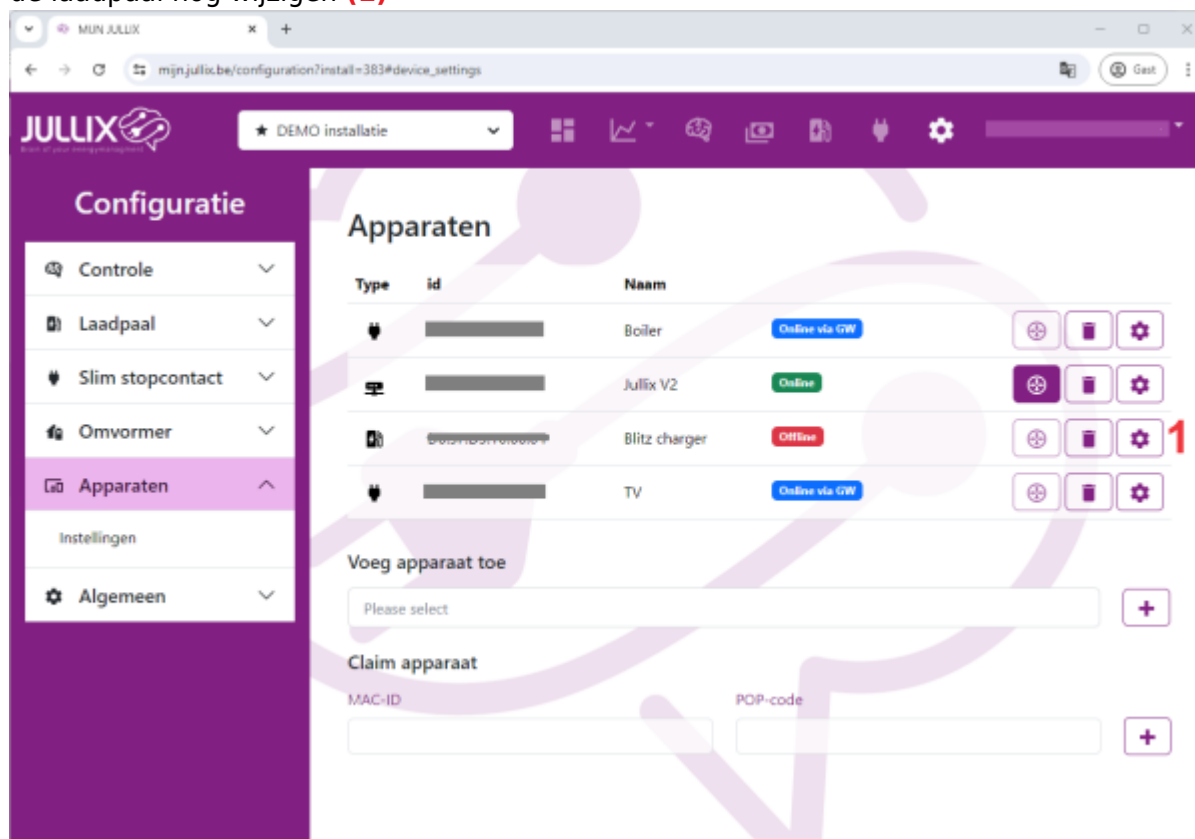 de laadpaal nog wijzigen (2)
MIJN JULLIX
mijn.jullix.be/configuration?install=383#device_settings
Gast
JULLIX
DEMO installatie
Configuratie
Controle
Laadpaal
Slim stopcontact
Omvormer
Apparaten
Instellingen
Algemeen
Apparaten
Type id Naam
Boiler Online via GW
Jullix V2 Online
Blitz charger Offline 1
TV Online via GW
Voeg apparaat toe
Please select
+
Claim apparaat
MAC-ID POP-code
+